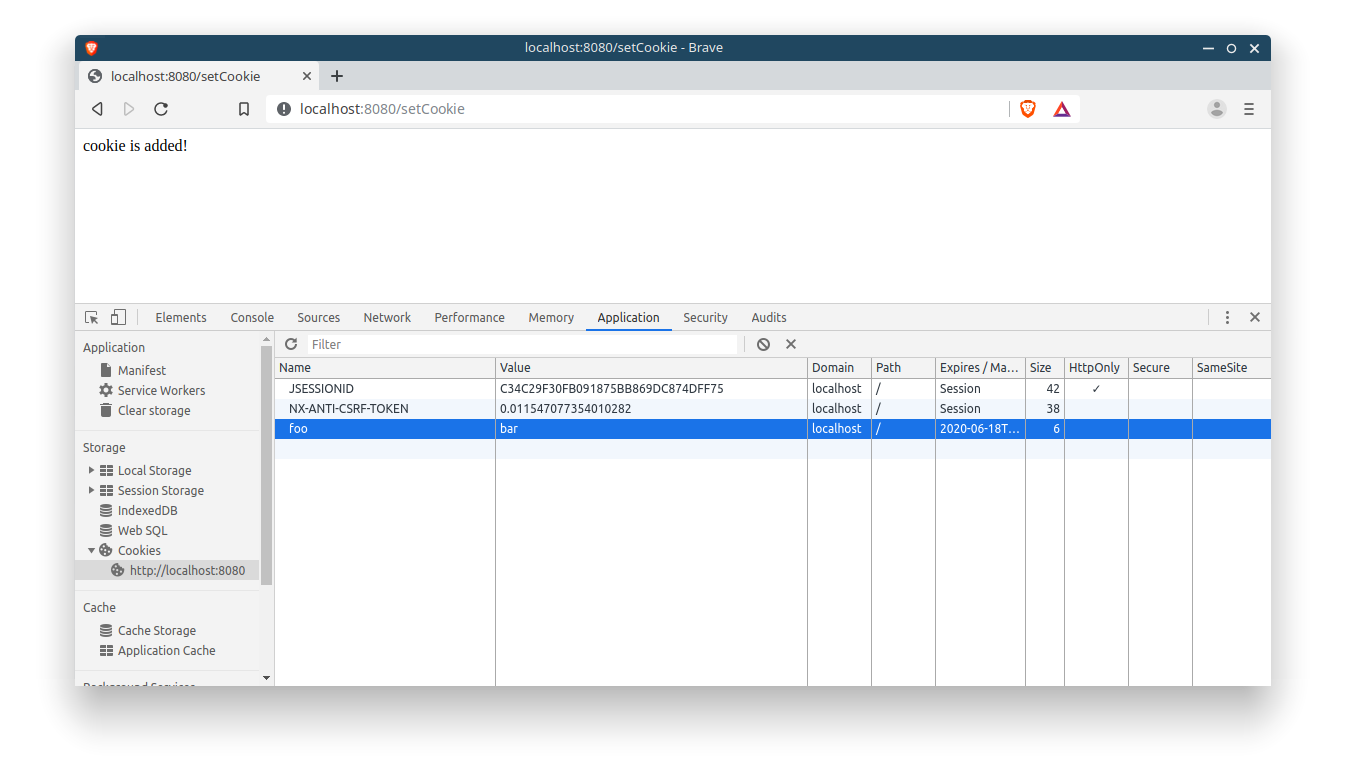 localhost:8080/setCookie - Brave
localhost:8080/setCookie
localhost:8080/setCookie
cookie is added!
Elements Console Sources Network Performance Memory Application Security Audits
Application
Manifest
Service Workers
Clear storage
Storage
Local Storage
Session Storage
IndexedDB
Web SQL
Cookies
http://localhost:8080
Cache
Cache Storage
Application Cache
Background Services
Filter
Name Value Domain Path Expires / Ma... Size HttpOnly Secure SameSite
JSESSIONID C34C29F30FB091875BB869DC874DFF75 localhost / Session 42 ✓
NX-ANTI-CSRF-TOKEN 0.011547077354010282 localhost / Session 38
foo bar localhost / 2020-06-18T... 6